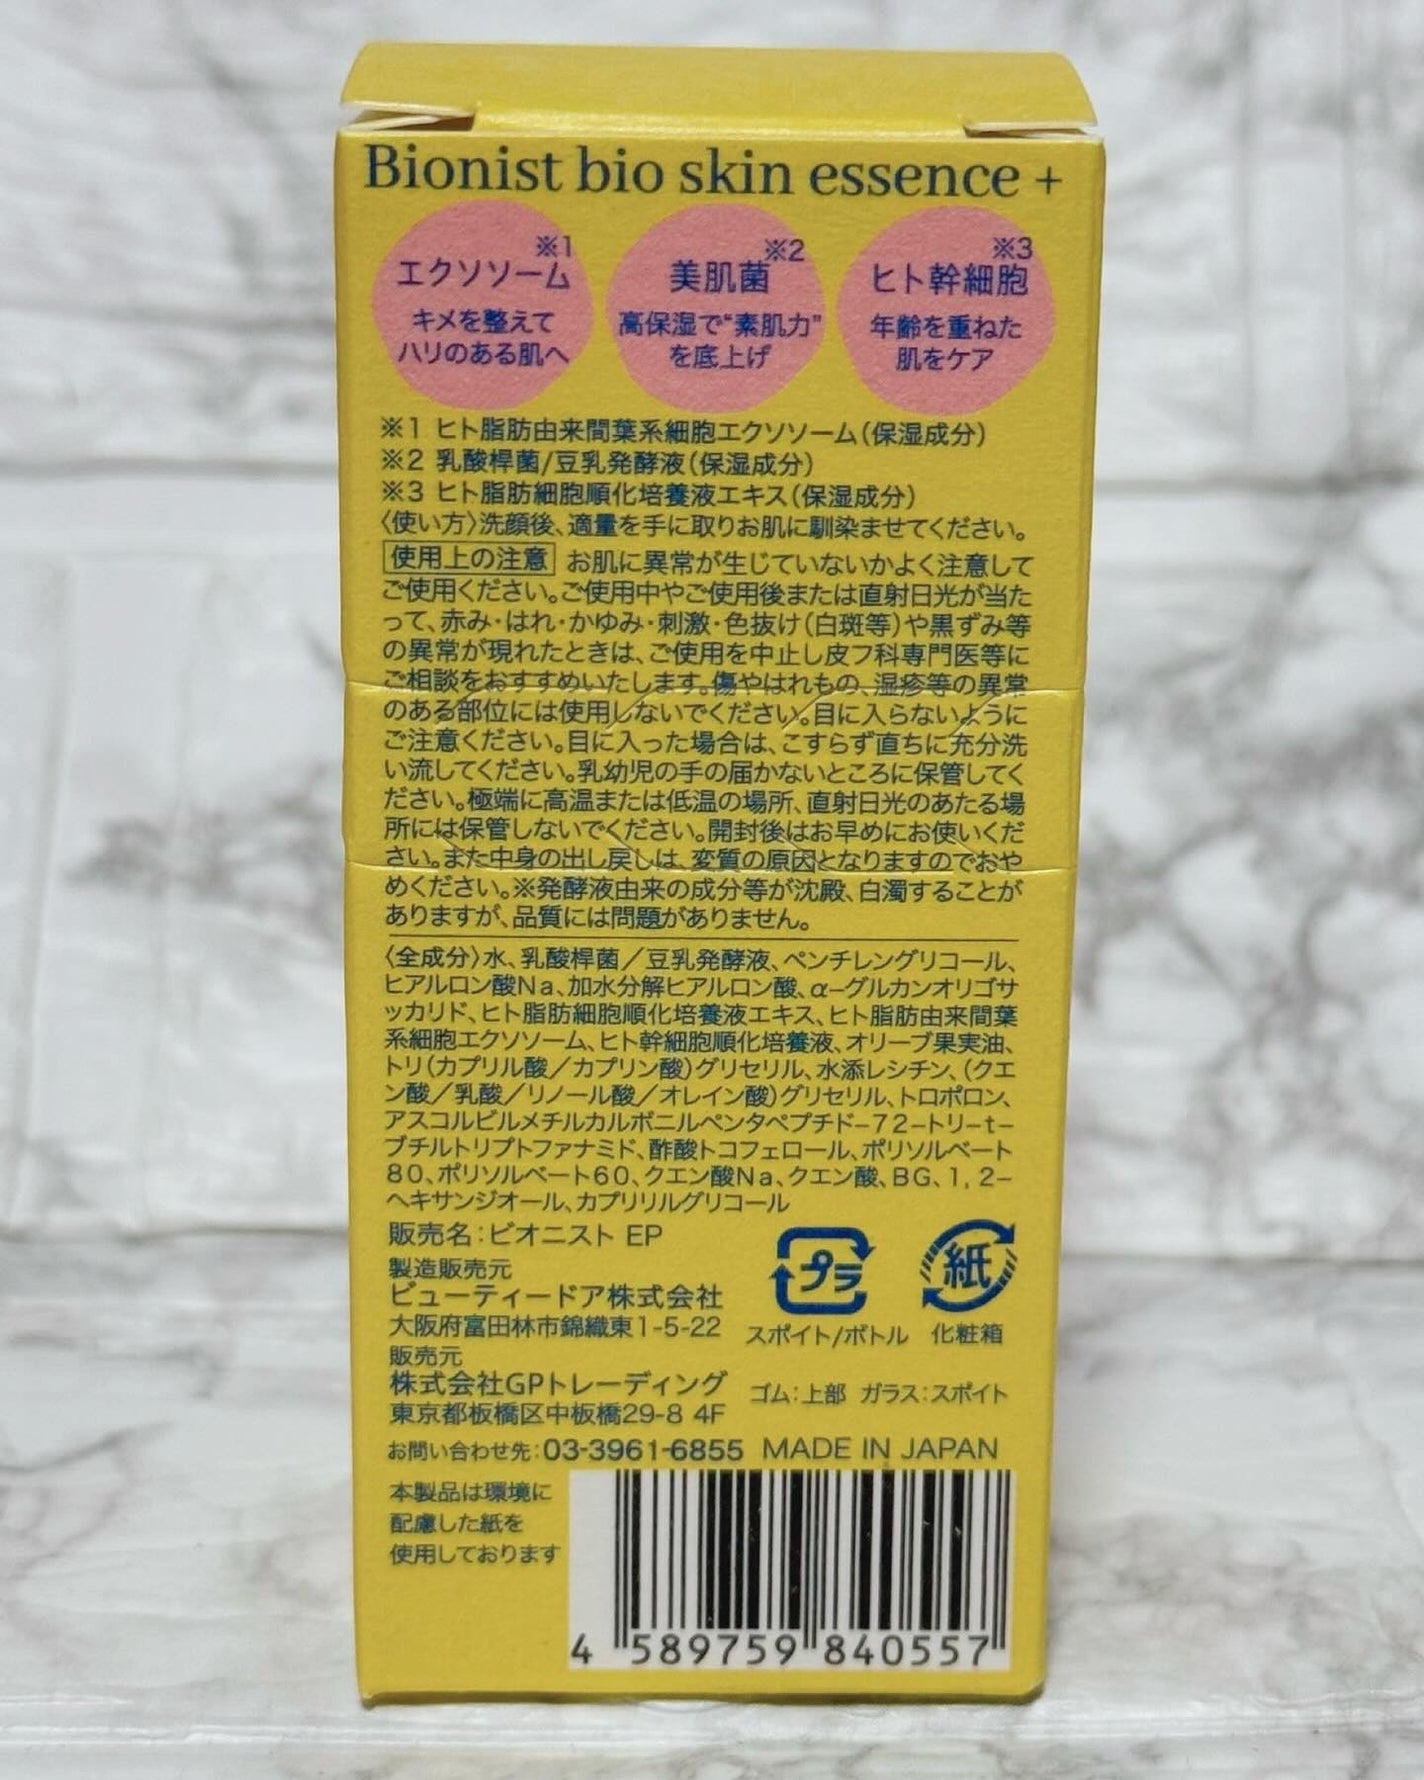 Bionist bio skin essence +
※1
エクソソーム
キメを整えて
ハリのある肌へ
※2
美肌菌
高保湿で“素肌力”
を底上げ
※3
ヒト幹細胞
年齢を重ねた
肌をケア
※1 ヒト脂肪由来間葉系細胞エクソソーム(保湿成分)
※2 乳酸桿菌/豆乳発酵液(保湿成分)
※3 ヒト脂肪細胞順化培養液エキス(保湿成分)
〈使い方〉洗顔後、適量を手に取りお肌に馴染ませてください。
使用上の注意 お肌に異常が生じていないかよく注意して
ご使用ください。ご使用中やご使用後または直射日光が当た
って、赤み・はれ・かゆみ・刺激・色抜け(白斑等)や黒ずみ等
の異常が現れたときは、ご使用を中止し皮フ科専門医等に
ご相談をおすすめいたします。傷やはれもの、湿疹等の異常
のある部位には使用しないでください。目に入らないように
ご注意ください。目に入った場合は、こすらず直ちに充分洗
い流してください。乳幼児の手の届かないところに保管してく
ださい。極端に高温または低温の場所、直射日光のあたる場
所には保管しないでください。開封後はお早めにお使いくだ
さい。また中身の出し戻しは、変質の原因となりますのでおや
めください。※発酵液由来の成分等が沈殿、白濁することが
ありますが、品質には問題がありません。
〈全成分〉水、乳酸桿菌/豆乳発酵液、ペンチレングリコール、
ヒアルロン酸Na、加水分解ヒアルロン酸、α-グルカンオリゴサ
ッカリド、ヒト脂肪細胞順化培養液エキス、ヒト脂肪由来間葉
系細胞エクソソーム、ヒト幹細胞順化培養液、オリーブ果実油、
トリ(カプリル酸/カプリン酸)グリセリル、水添レシチン、(クエ
ン酸/乳酸/リノール酸/オレイン酸)グリセリル、トロポロン、
アスコルビルメチルカルボニルペンタペプチド-72-トリ-t-
ブチルトリプトファナミド、酢酸トコフェロール、ポリソルベート
80、ポリソルベート60、クエン酸Na、クエン酸、BG、1,2-
ヘキサンジオール、カプリリルグリコール
販売名:ビオニスト EP
製造販売元
ビューティードア株式会社
大阪府富田林市錦織東1-5-22
販売元
株式会社GPトレーディング
東京都板橋区中板橋29-8 4F
プラ
スポイト/ボトル
紙
化粧箱
ゴム:上部 ガラス:スポイト
お問い合わせ先:03-3961-6855 MADE IN JAPAN
本製品は環境に
配慮した紙を
使用しております
4 589759 840557